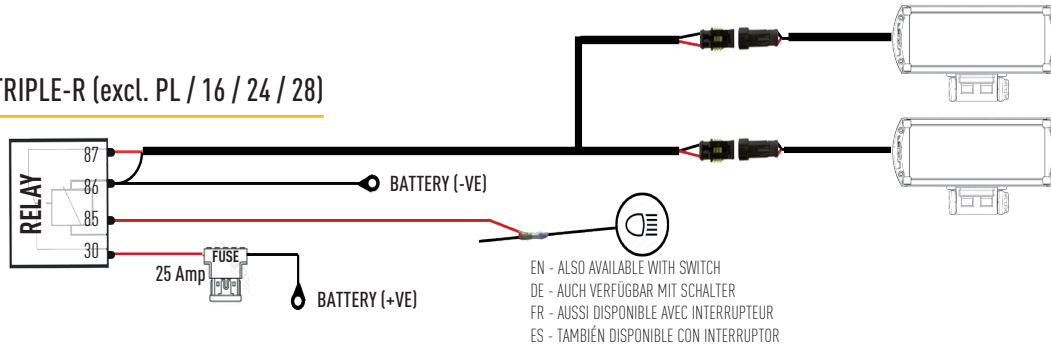 TRIPLE-R (excl. PL / 16 / 24 / 28)
RELAY
87
86
85
30
BATTERY (-VE)
FUSE
25 Amp
BATTERY (+VE)
EN - ALSO AVAILABLE WITH SWITCH
DE - AUCH VERFÜGBAR MIT SCHALTER
FR - AUSSI DISPONIBLE AVEC INTERRUPTEUR
ES - TAMBIÉN DISPONIBLE CON INTERRUPTOR